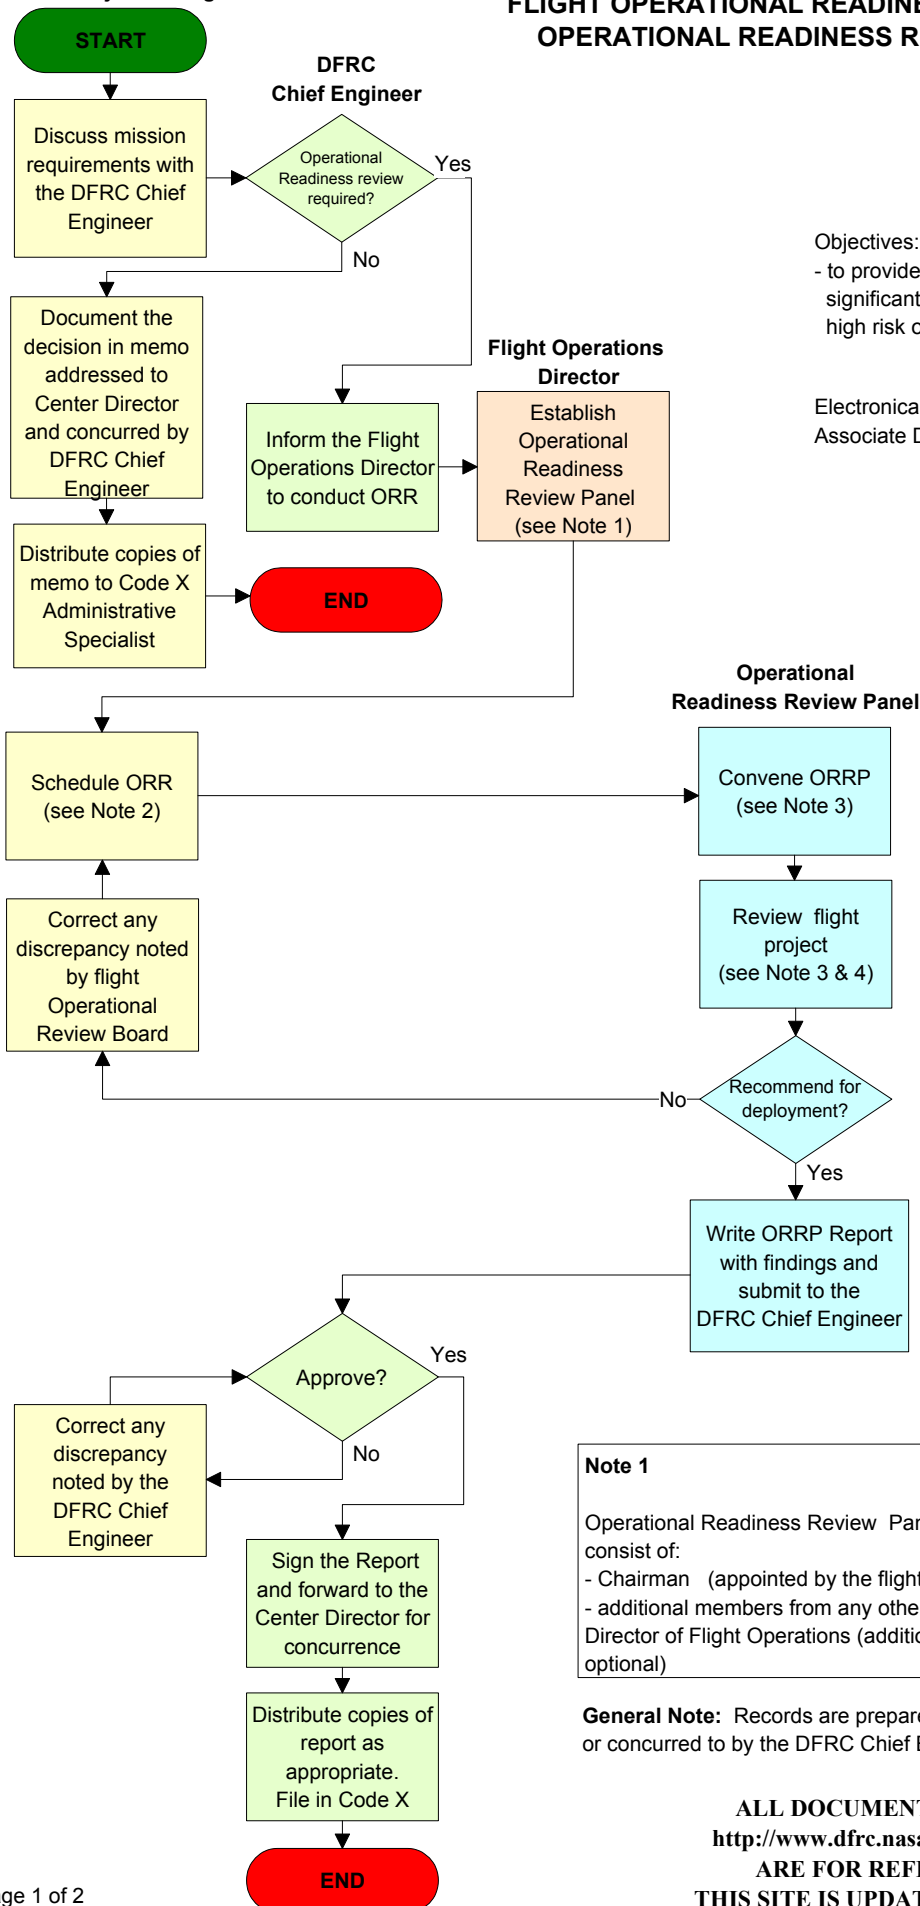 FLIGHT OPERATIONAL
OPERATIONAL READINESS
START
DFRC
Chief Engineer
Discuss mission
requirements with
the DFRC Chief
Engineer
Operational
Readiness review
required?
Yes
No
Objectives:
- to provide
significant
high risk
Document the
decision in memo
addressed to
Center Director
and concurred by
DFRC Chief
Engineer
Flight Operations
Director
Inform the Flight
Operations Director
to conduct ORR
Establish
Operational
Readiness
Review Panel
(see Note 1)
Associate
Distribute copies of
memo to Code X
Administrative
Specialist
END
Operational
Readiness Review Panel
Schedule ORR
(see Note 2)
Convene ORRP
(see Note 3)
Correct any
discrepancy noted
by flight
Operational
Review Board
Review flight
project
(see Note 3 & 4)
Recommend for
deployment?
No
Yes
Write ORRP Report
with findings and
submit to the
DFRC Chief Engineer
Approve?
Yes
No
Correct any
discrepancy
noted by the
DFRC Chief
Engineer
Sign the Report
and forward to the
Center Director for
concurrence
Distribute copies of
report as
appropriate.
File in Code X
END
Note 1
Operational Readiness Review
consist of:
- Chairman (appointed by the flight
- additional members from any
Director of Flight Operations
optional)
General Note: Records are
or concurred to by the DFRC Chief
ALL
http://www.dfrc.nasa
ARE FOR
THIS SITE IS
1 of 2